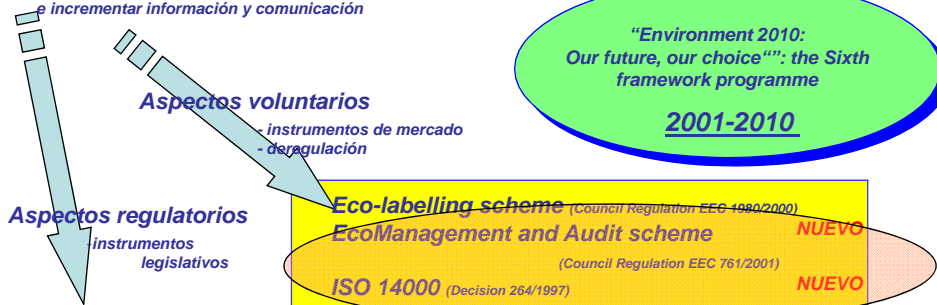 e incrementar información y comunicación
“Environment 2010:
Our future, our choice“”: the Sixth
framework programme
2001-2010
Aspectos voluntarios
- instrumentos de mercado
- deregulación
Aspectos regulatorios
-instrumentos
legislativos
Eco-labelling scheme (Council Regulation EEC 1980/2000)
EcoManagement and Audit scheme NUEVO
(Council Regulation EEC 761/2001)
ISO 14000 (Decision 264/1997) NUEVO